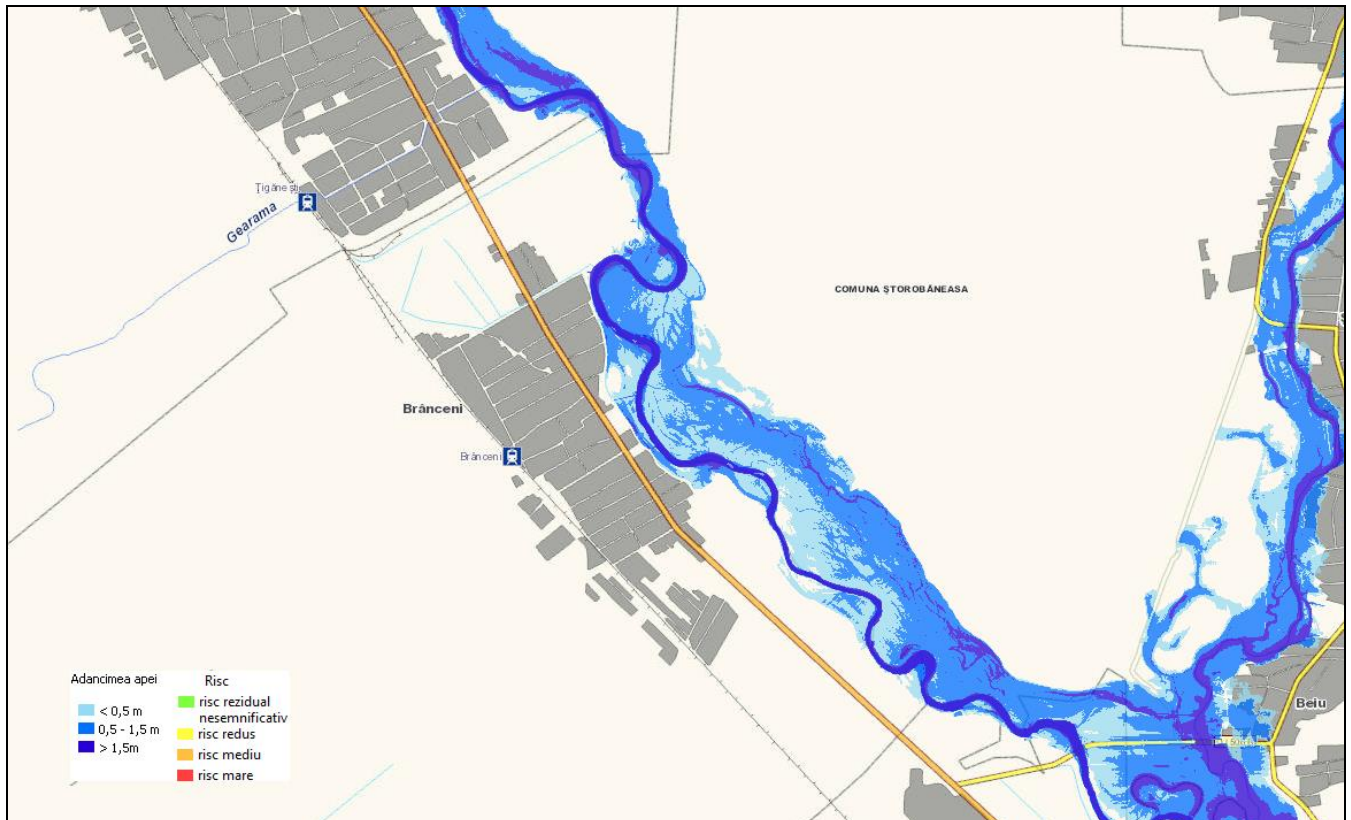 Țigănești
Gearama
COMUNA ȘTOROBĂNEASA
Brânceni
Brânceni
Beiu
Adancimea apei
< 0,5 m
0,5 - 1,5 m
> 1,5m
Risc
risc rezidual
nesemnificativ
risc redus
risc mediu
risc mare